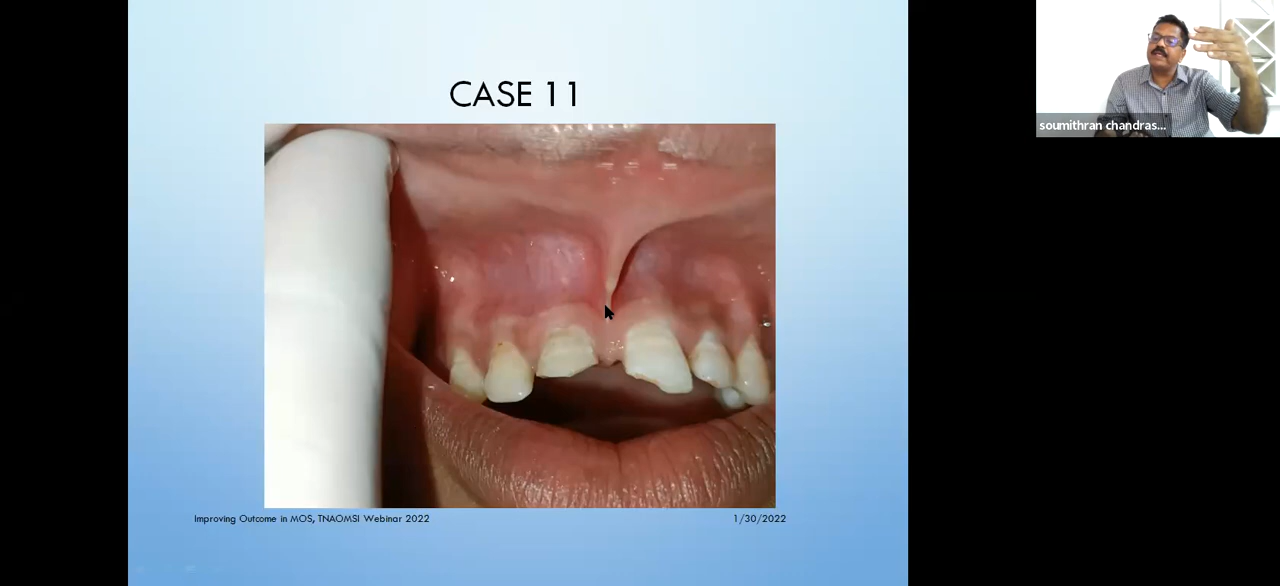 CASE 11
soumithran chandras...
Improving Outcome in MOS, TNAOMSI Webinar 2022
1/30/2022